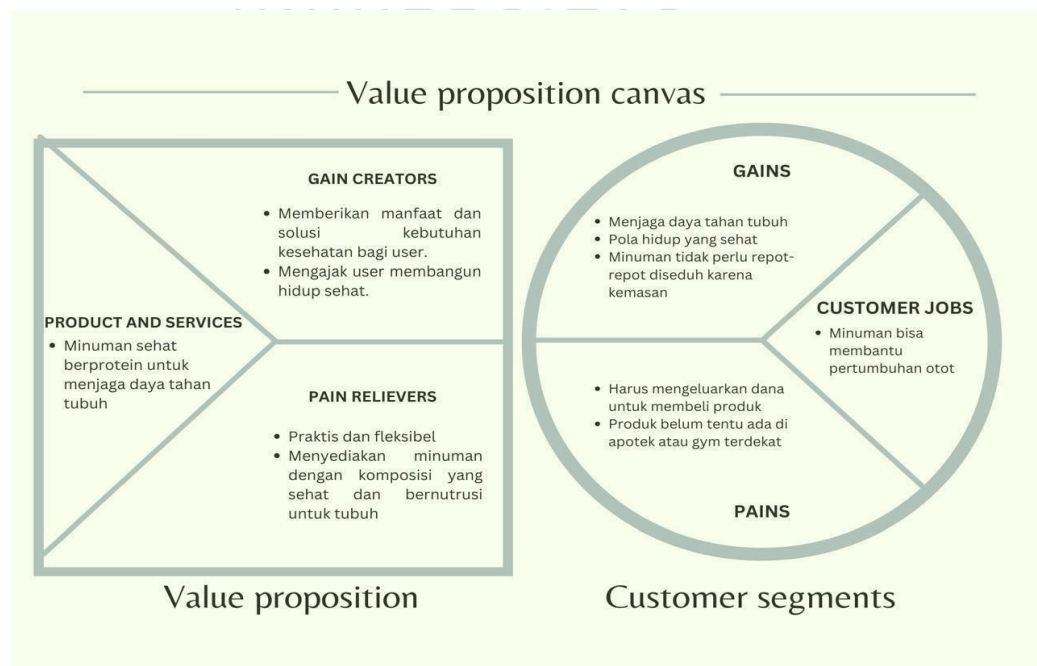 Value proposition canvas
GAIN CREATORS
• Memberikan manfaat dan
solusi kebutuhan
kesehatan bagi user.
• Mengajak user membangun
hidup sehat.
PRODUCT AND SERVICES
• Minuman sehat
berprotein untuk
menjaga daya tahan
tubuh
PAIN RELIEVERS
• Praktis dan fleksibel
• Menyediakan minuman
dengan komposisi yang
sehat dan bernutrusi
untuk tubuh
Value proposition
GAINS
• Menjaga daya tahan tubuh
• Pola hidup yang sehat
• Minuman tidak perlu repot-
repot diseduh karena
kemasan
CUSTOMER JOBS
• Minuman bisa
membantu
pertumbuhan otot
• Harus mengeluarkan dana
untuk membeli produk
• Produk belum tentu ada di
apotek atau gym terdekat
PAINS
Customer segments